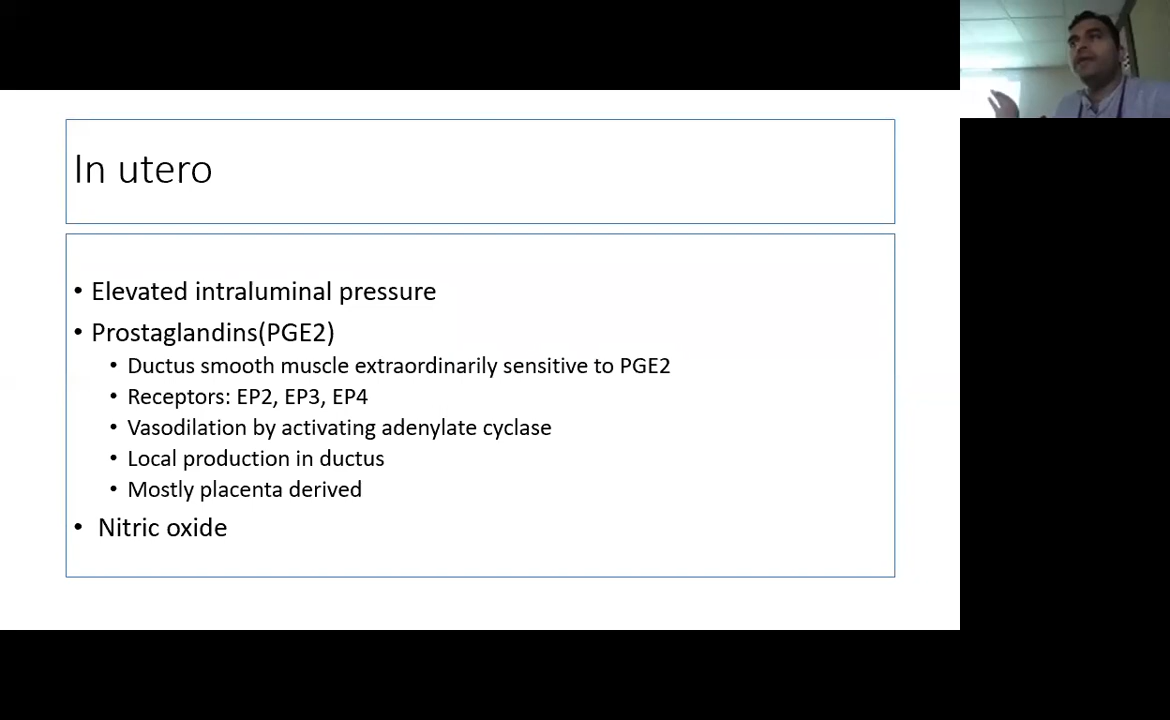 In utero
• Elevated intraluminal pressure
• Prostaglandins(PGE2)
• Ductus smooth muscle extraordinarily sensitive to PGE2
• Receptors: EP2, EP3, EP4
• Vasodilation by activating adenylate cyclase
• Local production in ductus
• Mostly placenta derived
• Nitric oxide